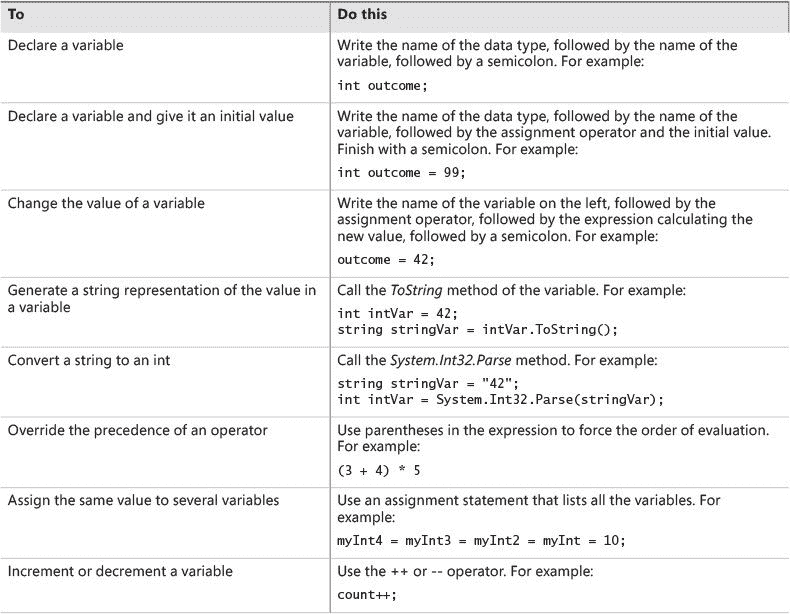 To
Do this
Declare a variable
Write the name of the data type, followed by the name of the
variable, followed by a semicolon. For example:
int outcome;
Declare a variable and give it an initial value
Write the name of the data type, followed by the name of the
variable, followed by the assignment operator and the initial value.
Finish with a semicolon. For example:
int outcome = 99;
Change the value of a variable
Write the name of the variable on the left, followed by the
assignment operator, followed by the expression calculating the
new value, followed by a semicolon. For example:
outcome = 42;
Generate a string representation of the value in
a variable
Call the ToString method of the variable. For example:
int intVar = 42;
string stringVar = intVar.ToString();
Convert a string to an int
Call the System.Int32.Parse method. For example:
string stringVar = "42";
int intVar = System.Int32.Parse(stringVar);
Override the precedence of an operator
Use parentheses in the expression to force the order of evaluation.
For example:
(3 + 4) * 5
Assign the same value to several variables
Use an assignment statement that lists all the variables. For
example:
myInt4 = myInt3 = myInt2 = myInt = 10;
Increment or decrement a variable
Use the ++ or -- operator. For example:
count++;